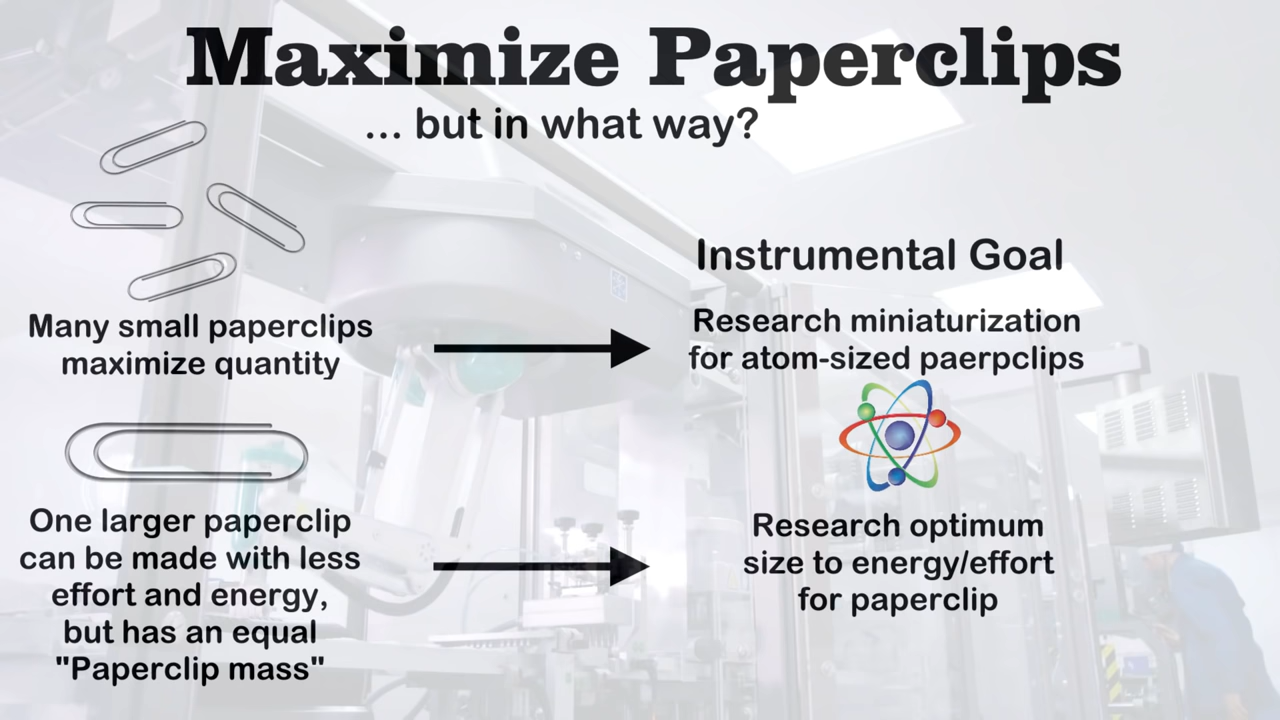 Maximize Paperclips
... but in what way?
Many small paperclips
maximize quantity
Instrumental Goal
Research miniaturization
for atom-sized paerpclips
One larger paperclip
can be made with less
effort and energy,
but has an equal
"Paperclip mass"
Research optimum
size to energy/effort
for paperclip